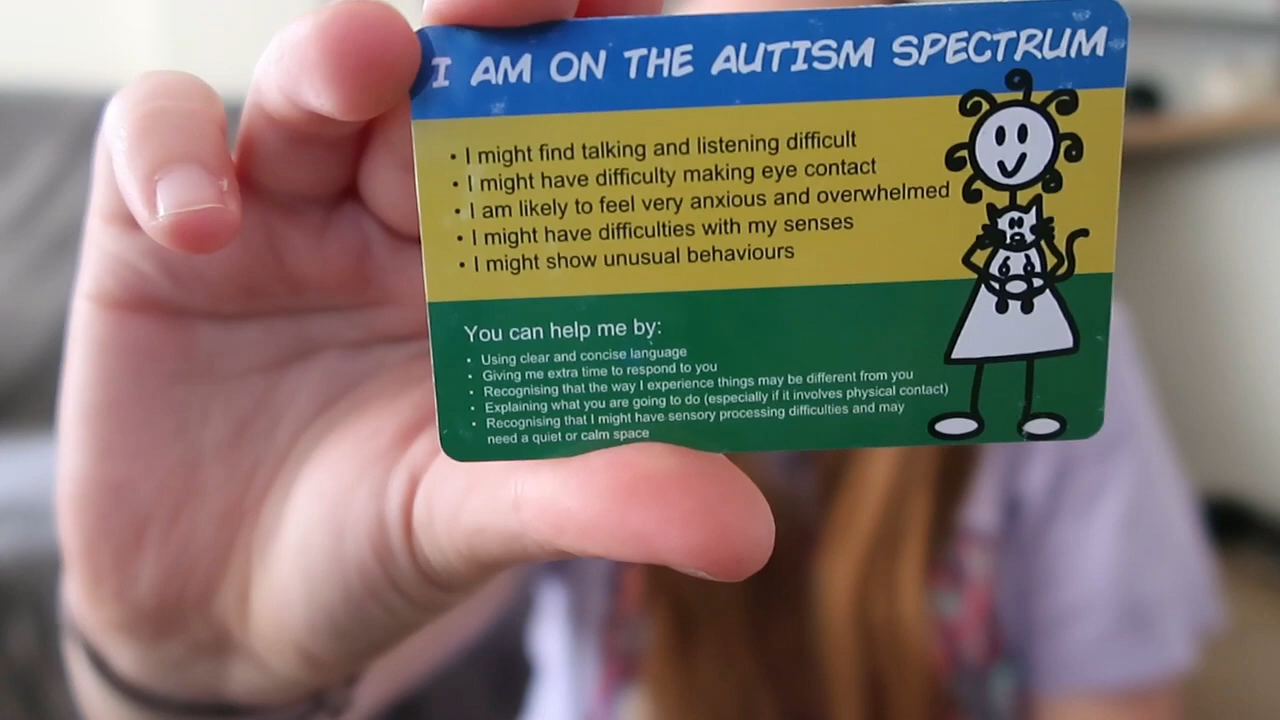 I AM ON THE AUTISM SPECTRUM
• I might find talking and listening difficult
• I might have difficulty making eye contact
• I am likely to feel very anxious and overwhelmed
• I might have difficulties with my senses
• I might show unusual behaviours
You can help me by:
• Using clear and concise language
• Giving me extra time to respond to you
• Recognising that the way I experience things may be different from you
• Explaining what you are going to do (especially if it involves physical contact)
• Recognising that I might have sensory processing difficulties and may
need a quiet or calm space